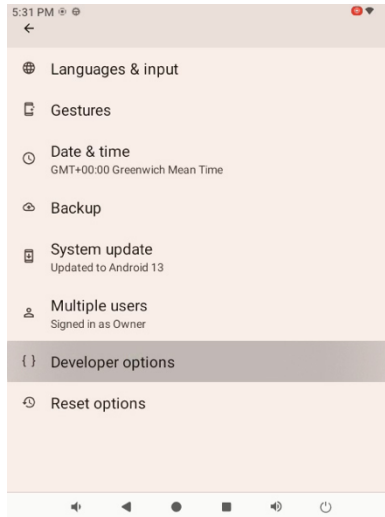 5:31 PM
Languages & input
Gestures
Date & time
GMT+00:00 Greenwich Mean Time
Backup
System update
Updated to Android 13
Multiple users
Signed in as Owner
{ } Developer options
Reset options